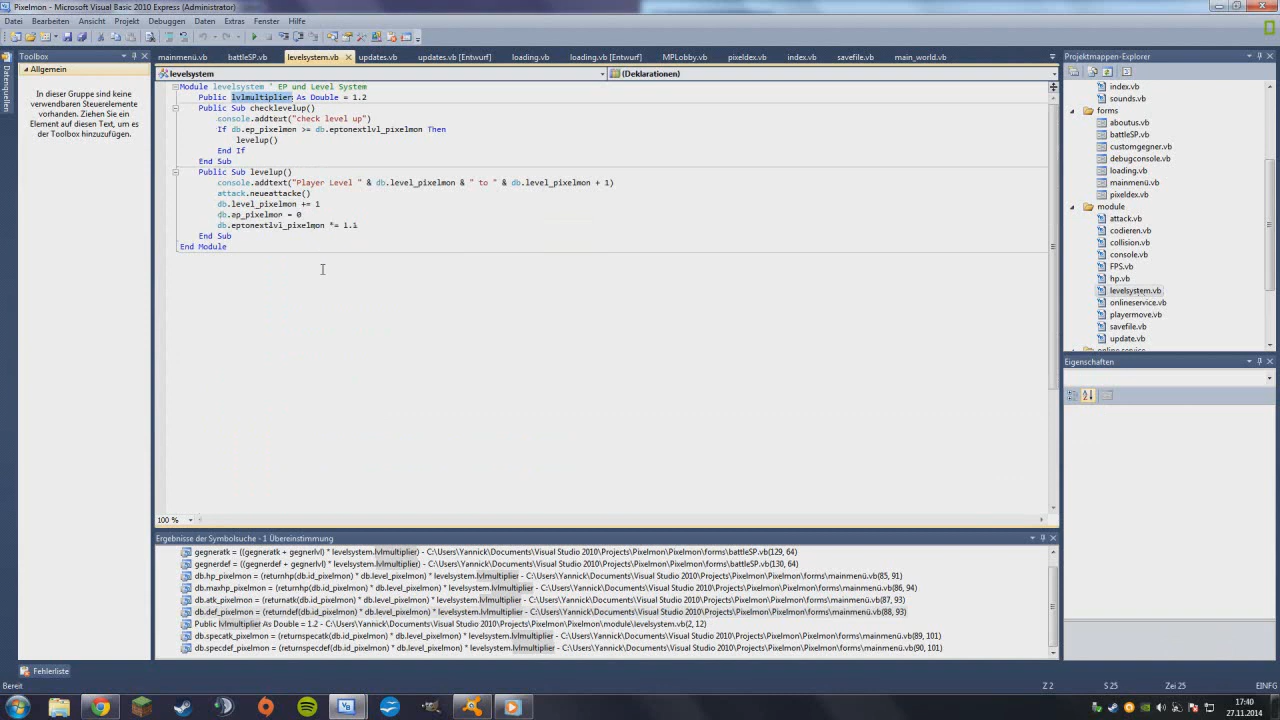 Pixelmon - Microsoft Visual Basic 2010 Express (Administrator)
Datei Bearbeiten Ansicht Projekt Debuggen Daten Extras Fenster Hilfe
Datenquellen
Toolbox
Allgemein
In dieser Gruppe sind keine
verwendbaren Steuerelemente
vorhanden. Ziehen Sie ein
Element auf diesen Text, um es
der Toolbox hinzuzufügen.
mainmenü.vb battleSP.vb levelsystem.vb updates.vb updates.vb [Entwurf] loading.vb loading.vb [Entwurf] MPLobby.vb pixeldex.vb index.vb savefile.vb main_world.vb
levelsystem (Deklarationen)
Module levelsystem ' EP und Level System
Public lvlmultiplier As Double = 1.2
Public Sub checklevelup()
console.addtext("check level up")
If db.ep_pixelmon >= db.eptonextlvl_pixelmon Then
levelup()
End If
End Sub
Public Sub levelup()
console.addtext("Player Level " & db.level_pixelmon & " to " & db.level_pixelmon + 1)
attack.neueattacke()
db.level_pixelmon += 1
db.ap_pixelmon = 0
db.eptonextlvl_pixelmon *= 1.1
End Sub
End Module
100 %
Ergebnisse der Symbolsuche - 1 Übereinstimmung
gegneratk = ((gegneratk + gegnerlvl) * levelsystem.lvlmultiplier) - C:\Users\Yannick\Documents\Visual Studio 2010\Projects\Pixelmon\Pixelmon\forms\battleSP.vb(129, 64)
gegnerdef = ((gegnerdef + gegnerlvl) * levelsystem.lvlmultiplier) - C:\Users\Yannick\Documents\Visual Studio 2010\Projects\Pixelmon\Pixelmon\forms\battleSP.vb(130, 64)
db.hp_pixelmon = (returnhp(db.id_pixelmon) * db.level_pixelmon) * levelsystem.lvlmultiplier - C:\Users\Yannick\Documents\Visual Studio 2010\Projects\Pixelmon\Pixelmon\forms\mainmenü.vb(85, 91)
db.maxhp_pixelmon = (returnhp(db.id_pixelmon) * db.level_pixelmon) * levelsystem.lvlmultiplier - C:\Users\Yannick\Documents\Visual Studio 2010\Projects\Pixelmon\Pixelmon\forms\mainmenü.vb(86, 94)
db.atk_pixelmon = (returnatk(db.id_pixelmon) * db.level_pixelmon) * levelsystem.lvlmultiplier - C:\Users\Yannick\Documents\Visual Studio 2010\Projects\Pixelmon\Pixelmon\forms\mainmenü.vb(87, 93)
db.def_pixelmon = (returndef(db.id_pixelmon) * db.level_pixelmon) * levelsystem.lvlmultiplier - C:\Users\Yannick\Documents\Visual Studio 2010\Projects\Pixelmon\Pixelmon\forms\mainmenü.vb(88, 93)
Public lvlmultiplier As Double = 1.2 - C:\Users\Yannick\Documents\Visual Studio 2010\Projects\Pixelmon\Pixelmon\module\levelsystem.vb(2, 12)
db.specatk_pixelmon = (returnspecatk(db.id_pixelmon) * db.level_pixelmon) * levelsystem.lvlmultiplier - C:\Users\Yannick\Documents\Visual Studio 2010\Projects\Pixelmon\Pixelmon\forms\mainmenü.vb(89, 101)
db.specdef_pixelmon = (returnspecdef(db.id_pixelmon) * db.level_pixelmon) * levelsystem.lvlmultiplier - C:\Users\Yannick\Documents\Visual Studio 2010\Projects\Pixelmon\Pixelmon\forms\mainmenü.vb(90, 101)
Projektmappen-Explorer
index.vb
sounds.vb
forms
aboutus.vb
battleSP.vb
customgegner.vb
debugconsole.vb
loading.vb
mainmenü.vb
pixeldex.vb
module
attack.vb
codieren.vb
collision.vb
console.vb
FPS.vb
hp.vb
levelsystem.vb
onlineservice.vb
playermove.vb
savefile.vb
update.vb
online service
Eigenschaften
Fehlerliste
Bereit Z 2 S 25 Zei 25 EINFG
17:40
27.11.2014